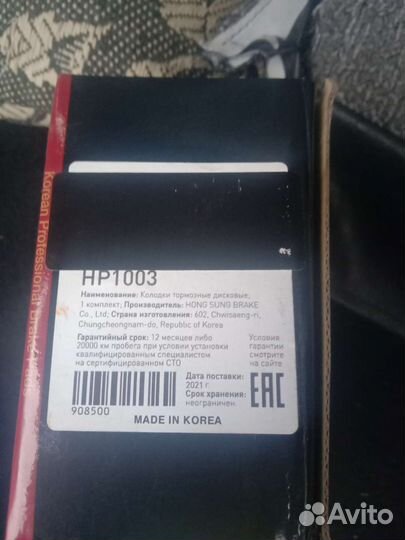 Korean Professional Brake Parts
HP1003
Наименование: Колодки тормозные дисковые,
1 комплект; Производитель: HONG SUNG BRAKE
Co., Ltd; Страна изготовления: 602, Chwisaeng-ri,
Chungcheongnam-do, Republic of Korea
Гарантийный срок: 12 месяцев либо
20000 км пробега при условии установки
квалифицированным специалистом
на сертифицированном СТО
Условия
гарантии
смотрите
на сайте
908500
Дата поставки:
2021 г.
Срок хранения:
неограничен.
EAC
MADE IN KOREA
Avito